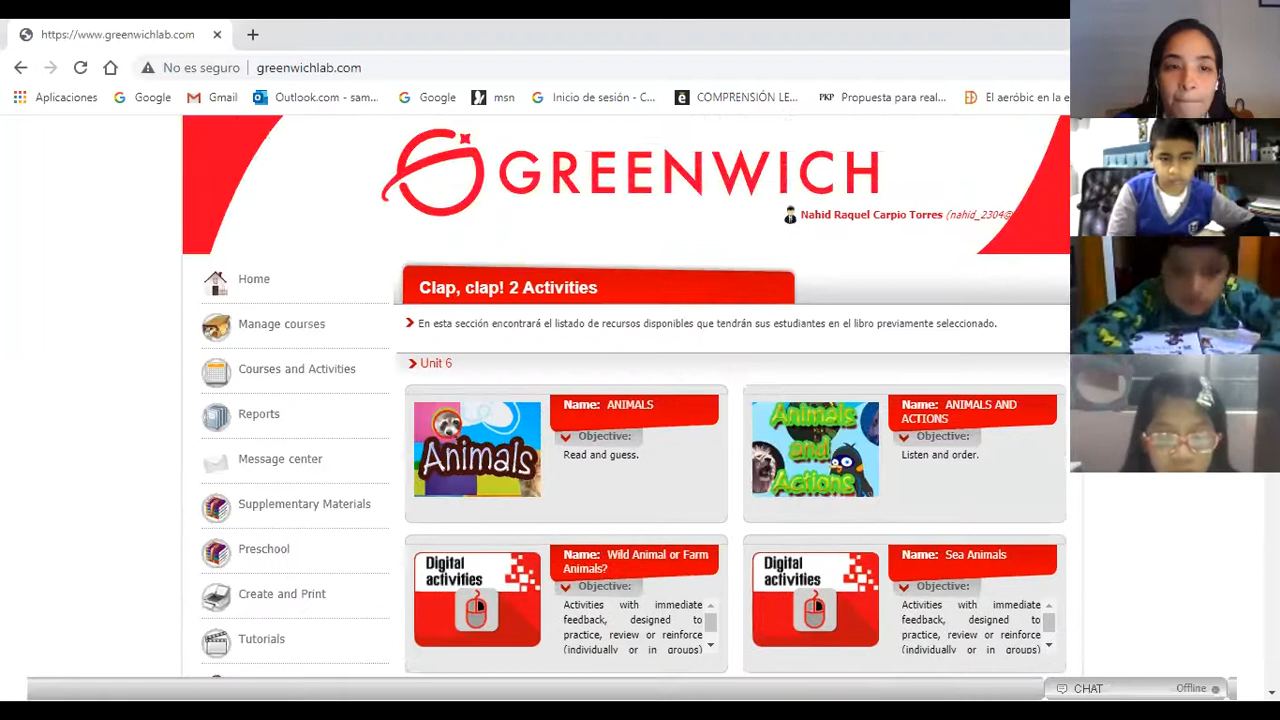 https://www.greenwichlab.com
No es seguro greenwichlab.com
Aplicaciones Google Gmail Outlook.com - sam... Google msn Inicio de sesión - C... COMPRENSIÓN LE... PKP Propuesta para real... El aeróbic en la e
GREENWICH
Nahid Raquel Carpio Torres (nahid_2304@
Home
Manage courses
Courses and Activities
Reports
Message center
Supplementary Materials
Preschool
Create and Print
Tutorials
Clap, clap! 2 Activities
En esta sección encontrará el listado de recursos disponibles que tendrán sus estudiantes en el libro previamente seleccionado.
Unit 6
Animals
Name: ANIMALS
Objective:
Read and guess.
Animals
and
Actions
Name: ANIMALS AND
ACTIONS
Objective:
Listen and order.
Digital
activities
Name: Wild Animal or Farm
Animals?
Objective:
Activities with immediate
feedback, designed to
practice, review or reinforce
(individually or in groups)
Digital
activities
Name: Sea Animals
Objective:
Activities with immediate
feedback, designed to
practice, review or reinforce
(individually or in groups)
CHAT Offline